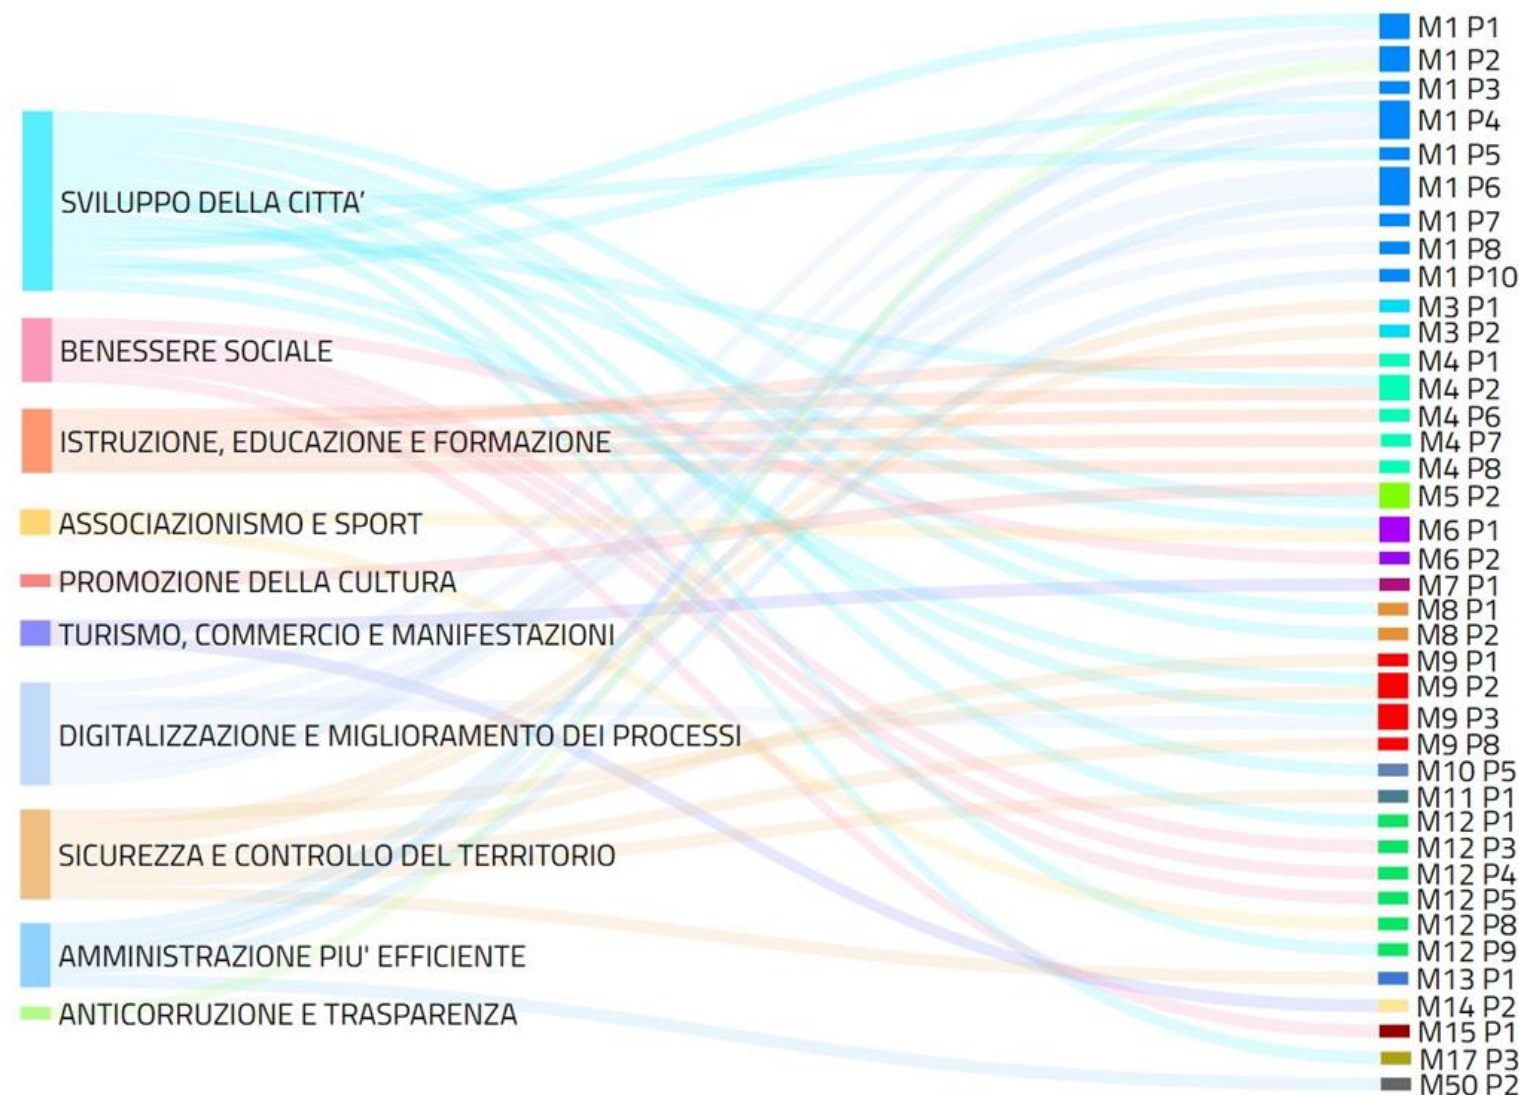 SVILUPPO DELLA CITTA’
BENESSERE SOCIALE
ISTRUZIONE, EDUCAZIONE E FORMAZIONE
ASSOCIAZIONISMO E SPORT
PROMOZIONE DELLA CULTURA
TURISMO, COMMERCIO E MANIFESTAZIONI
DIGITALIZZAZIONE E MIGLIORAMENTO DEI PROCESSI
SICUREZZA E CONTROLLO DEL TERRITORIO
AMMINISTRAZIONE PIU' EFFICIENTE
ANTICORRUZIONE E TRASPARENZA
M1 P1
M1 P2
M1 P3
M1 P4
M1 P5
M1 P6
M1 P7
M1 P8
M1 P10
M3 P1
M3 P2
M4 P1
M4 P2
M4 P6
M4 P7
M4 P8
M5 P2
M6 P1
M6 P2
M7 P1
M8 P1
M8 P2
M9 P1
M9 P2
M9 P3
M9 P8
M10 P5
M11 P1
M12 P1
M12 P3
M12 P4
M12 P5
M12 P8
M12 P9
M13 P1
M14 P2
M15 P1
M17 P3
M50 P2